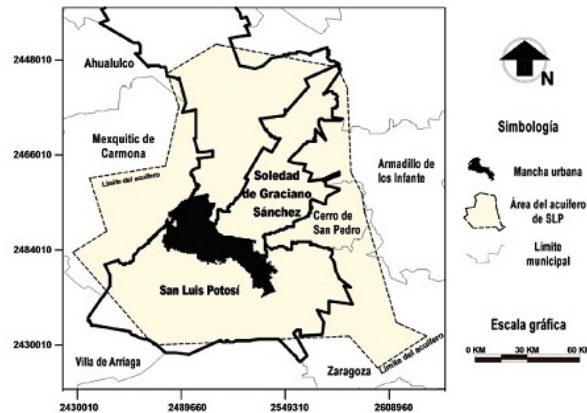 2448010
2466010
2484010
2430010
2430010
2489660
2549310
2608960
Ahualulco
Mexquitic de
Carmona
Límite del acuífero
Soledad
de Graciano
Sánchez
Cerro de
San Pedro
Armadillo de
los Infante
San Luis Potosí
Villa de Arriaga
Zaragoza
Límite del acuífero
N
Simbología
Mancha urbana
Área del acuífero
de SLP
Límite
municipal
Escala gráfica
0 KM 30 KM 60 KM